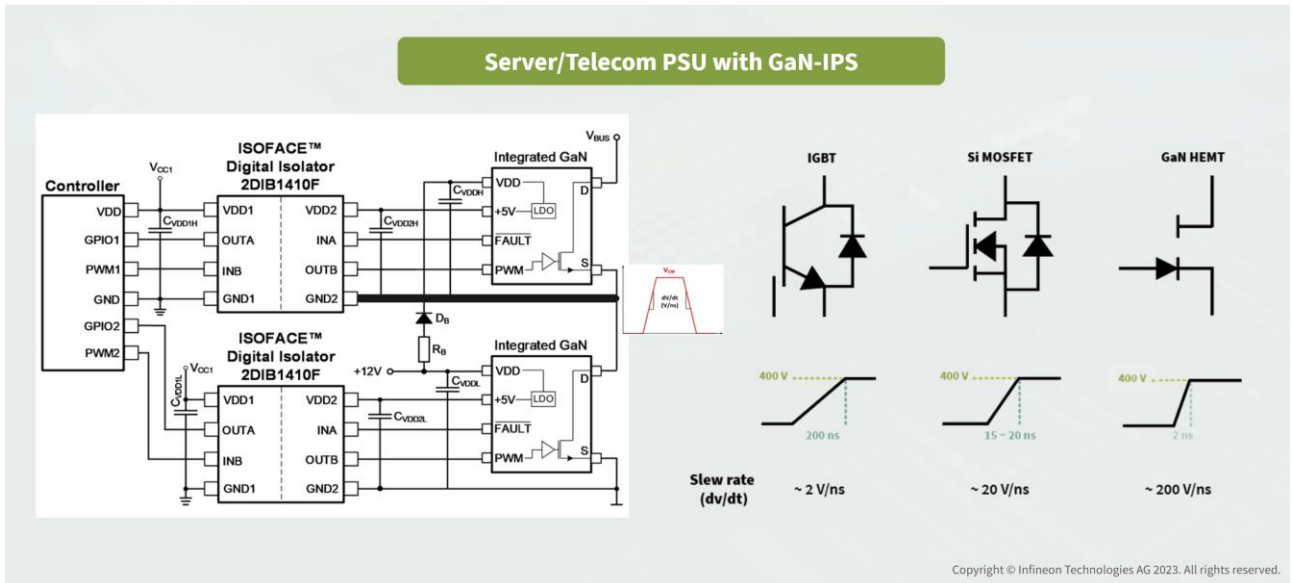 Server/Telecom PSU with GaN-IPS
ISOFACE™
Digital Isolator
2DIB1410F
Controller
VCC1
VDD
GPIO1
PWM1
GND
GPIO2
PWM2
CVDD1H
VDD1
OUTA
INB
GND1
VDD2
INA
OUTB
GND2
CVDD2H
CVDDH
Integrated GaN
VBUS
VDD
+5V
LDO
FAULT
PWM
D
S
VCM
dV/dt
(V/ns)
DB
RB
+12V
ISOFACE™
Digital Isolator
2DIB1410F
VCC1
CVDD1L
VDD1
OUTA
INB
GND1
VDD2
INA
OUTB
GND2
CVDD2L
CVDDL
Integrated GaN
VDD
+5V
LDO
FAULT
PWM
D
S
IGBT
Si MOSFET
GaN HEMT
400 V
200 ns
400 V
15 ~ 20 ns
400 V
2 ns
Slew rate
(dv/dt)
~ 2 V/ns
~ 20 V/ns
~ 200 V/ns
Copyright © Infineon Technologies AG 2023. All rights reserved.